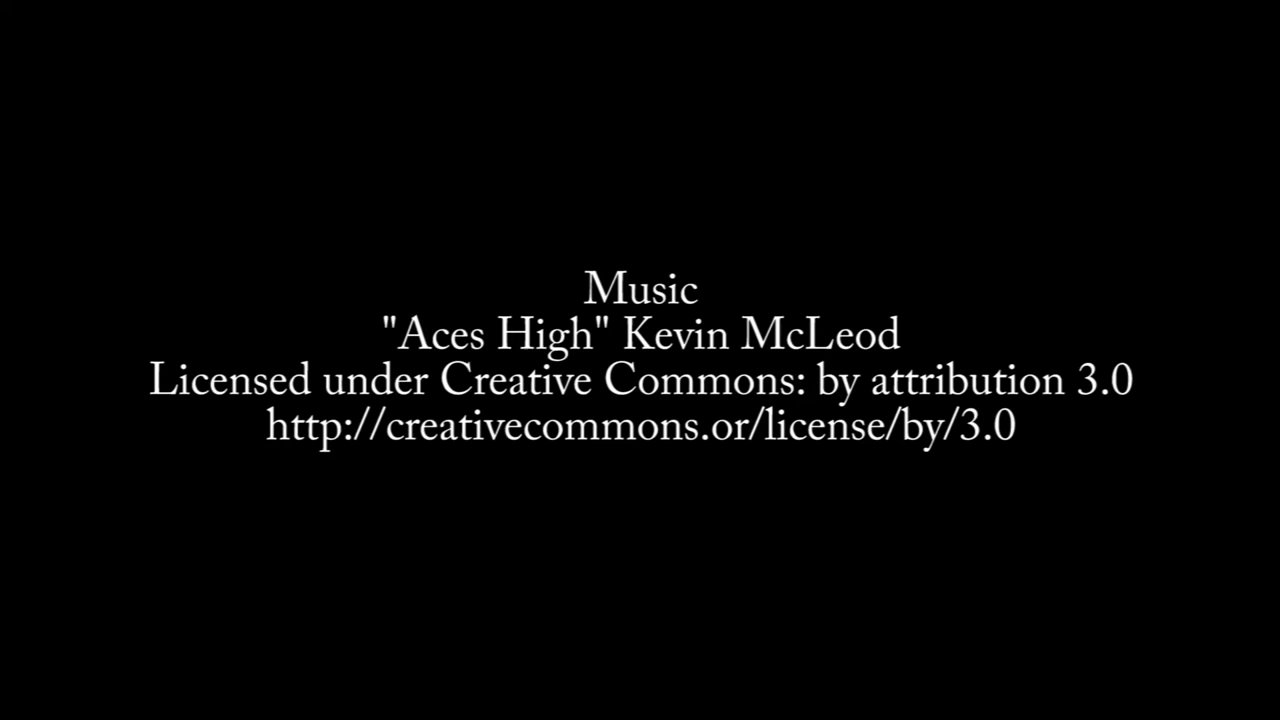 Music
"Aces High" Kevin McLeod
Licensed under Creative Commons: by attribution 3.0
http://creativecommons.or/license/by/3.0